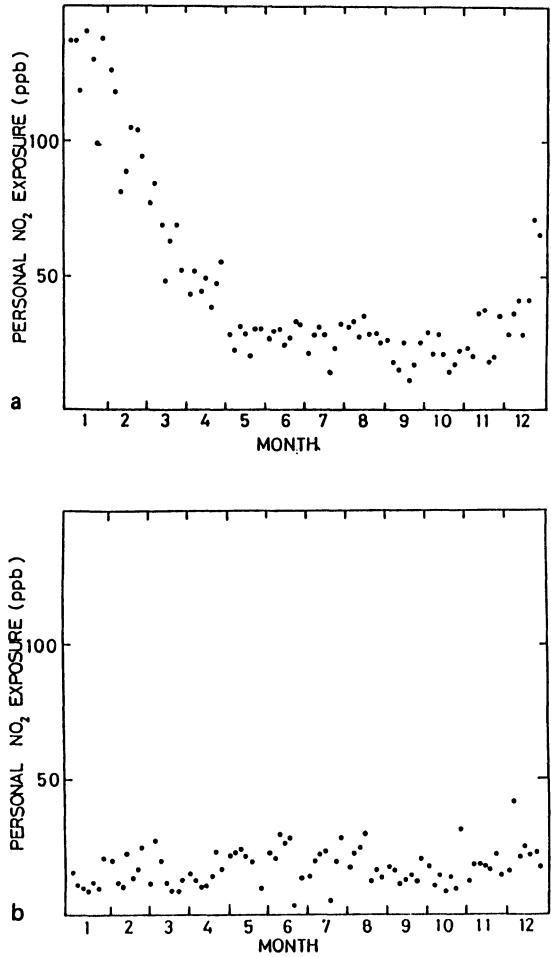 PERSONAL NO₂ EXPOSURE (ppb)
100
50
a
1 2 3 4 5 6 7 8 9 10 11 12
MONTH
PERSONAL NO₂ EXPOSURE (ppb)
100
50
b
1 2 3 4 5 6 7 8 9 10 11 12
MONTH